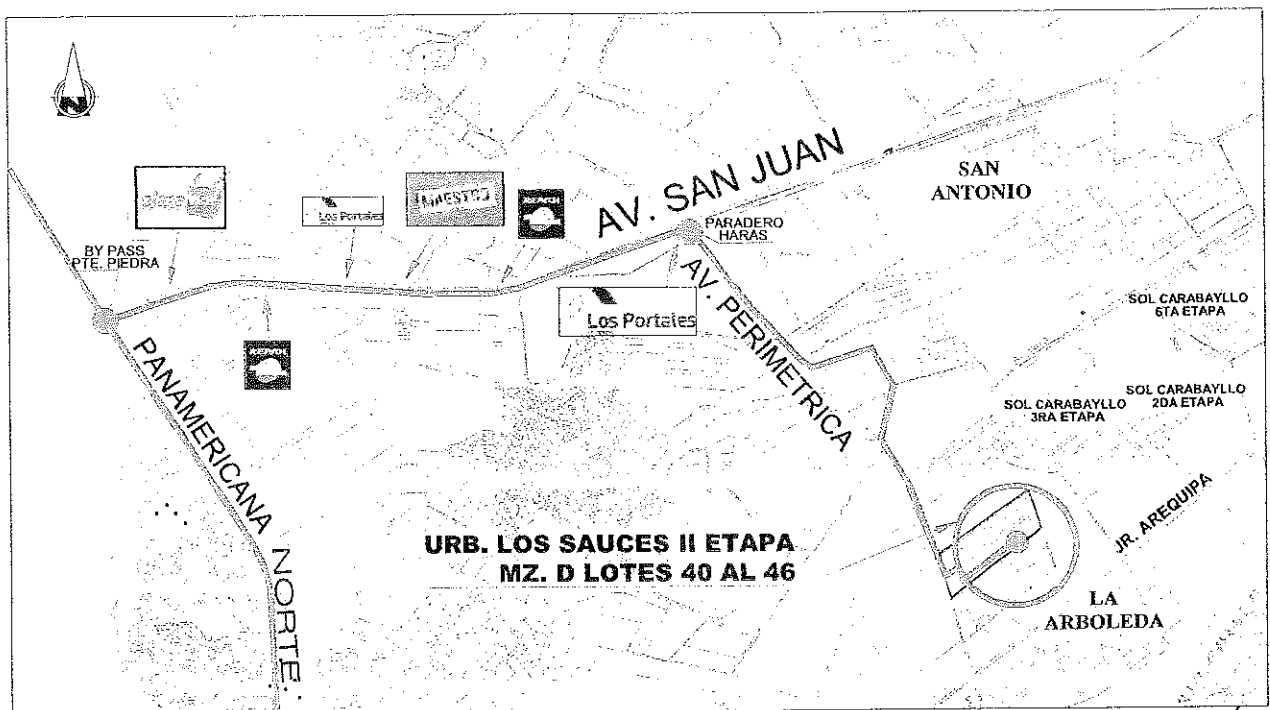 N
AV. SAN JUAN
SAN
ANTONIO
MAESTRO
Los Portales
PARADERO
HARAS
BY PASS
PTE. PIEDRA
AV. PERIMETRICA
Los Portales
SOL CARABAYLLO
6TA ETAPA
PANAMERICANA NORTE
SOL CARABAYLLO
3RA ETAPA
SOL CARABAYLLO
2DA ETAPA
JR. AREQUIPA
URB. LOS SAUCES II ETAPA
MZ. D LOTES 40 AL 46
LA
ARBOLEDA